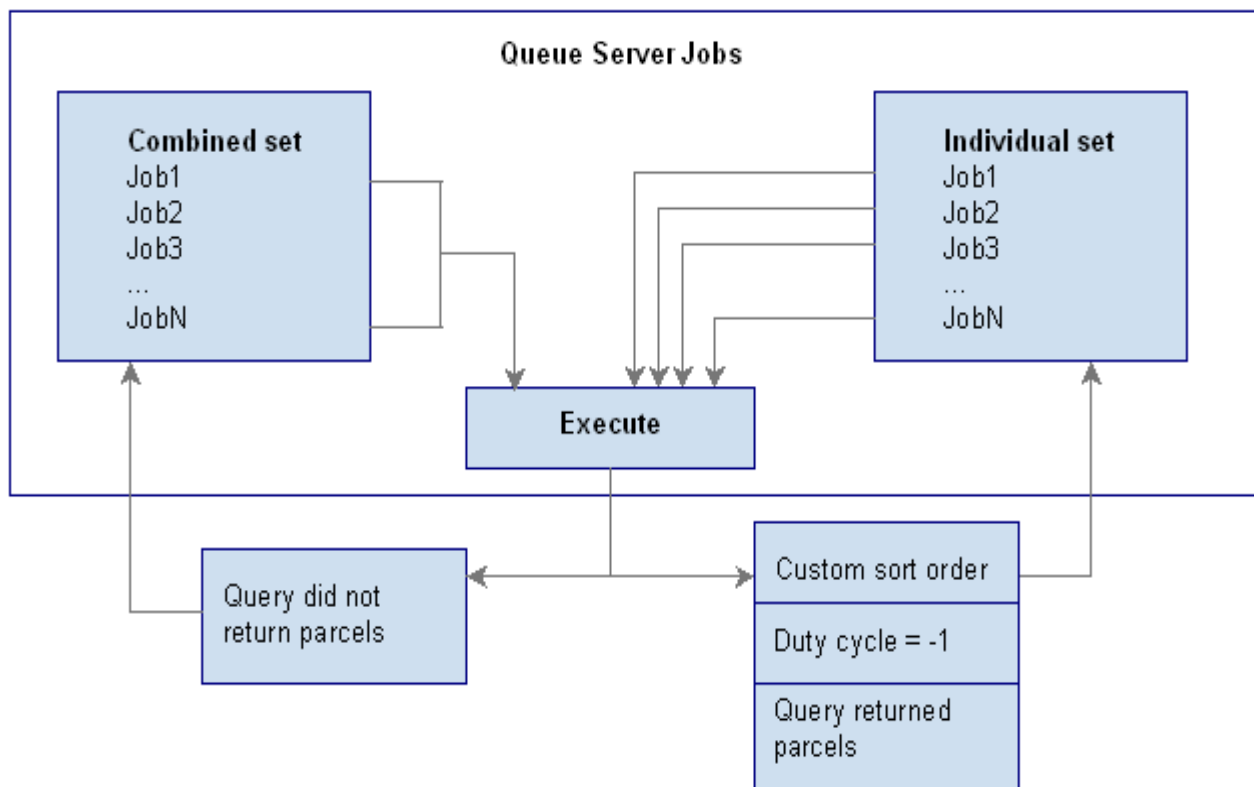 Queue Server Jobs
Combined set
Job1
Job2
Job3
...
JobN
Individual set
Job1
Job2
Job3
...
JobN
Execute
Query did not
return parcels
Custom sort order
Duty cycle = -1
Query returned
parcels